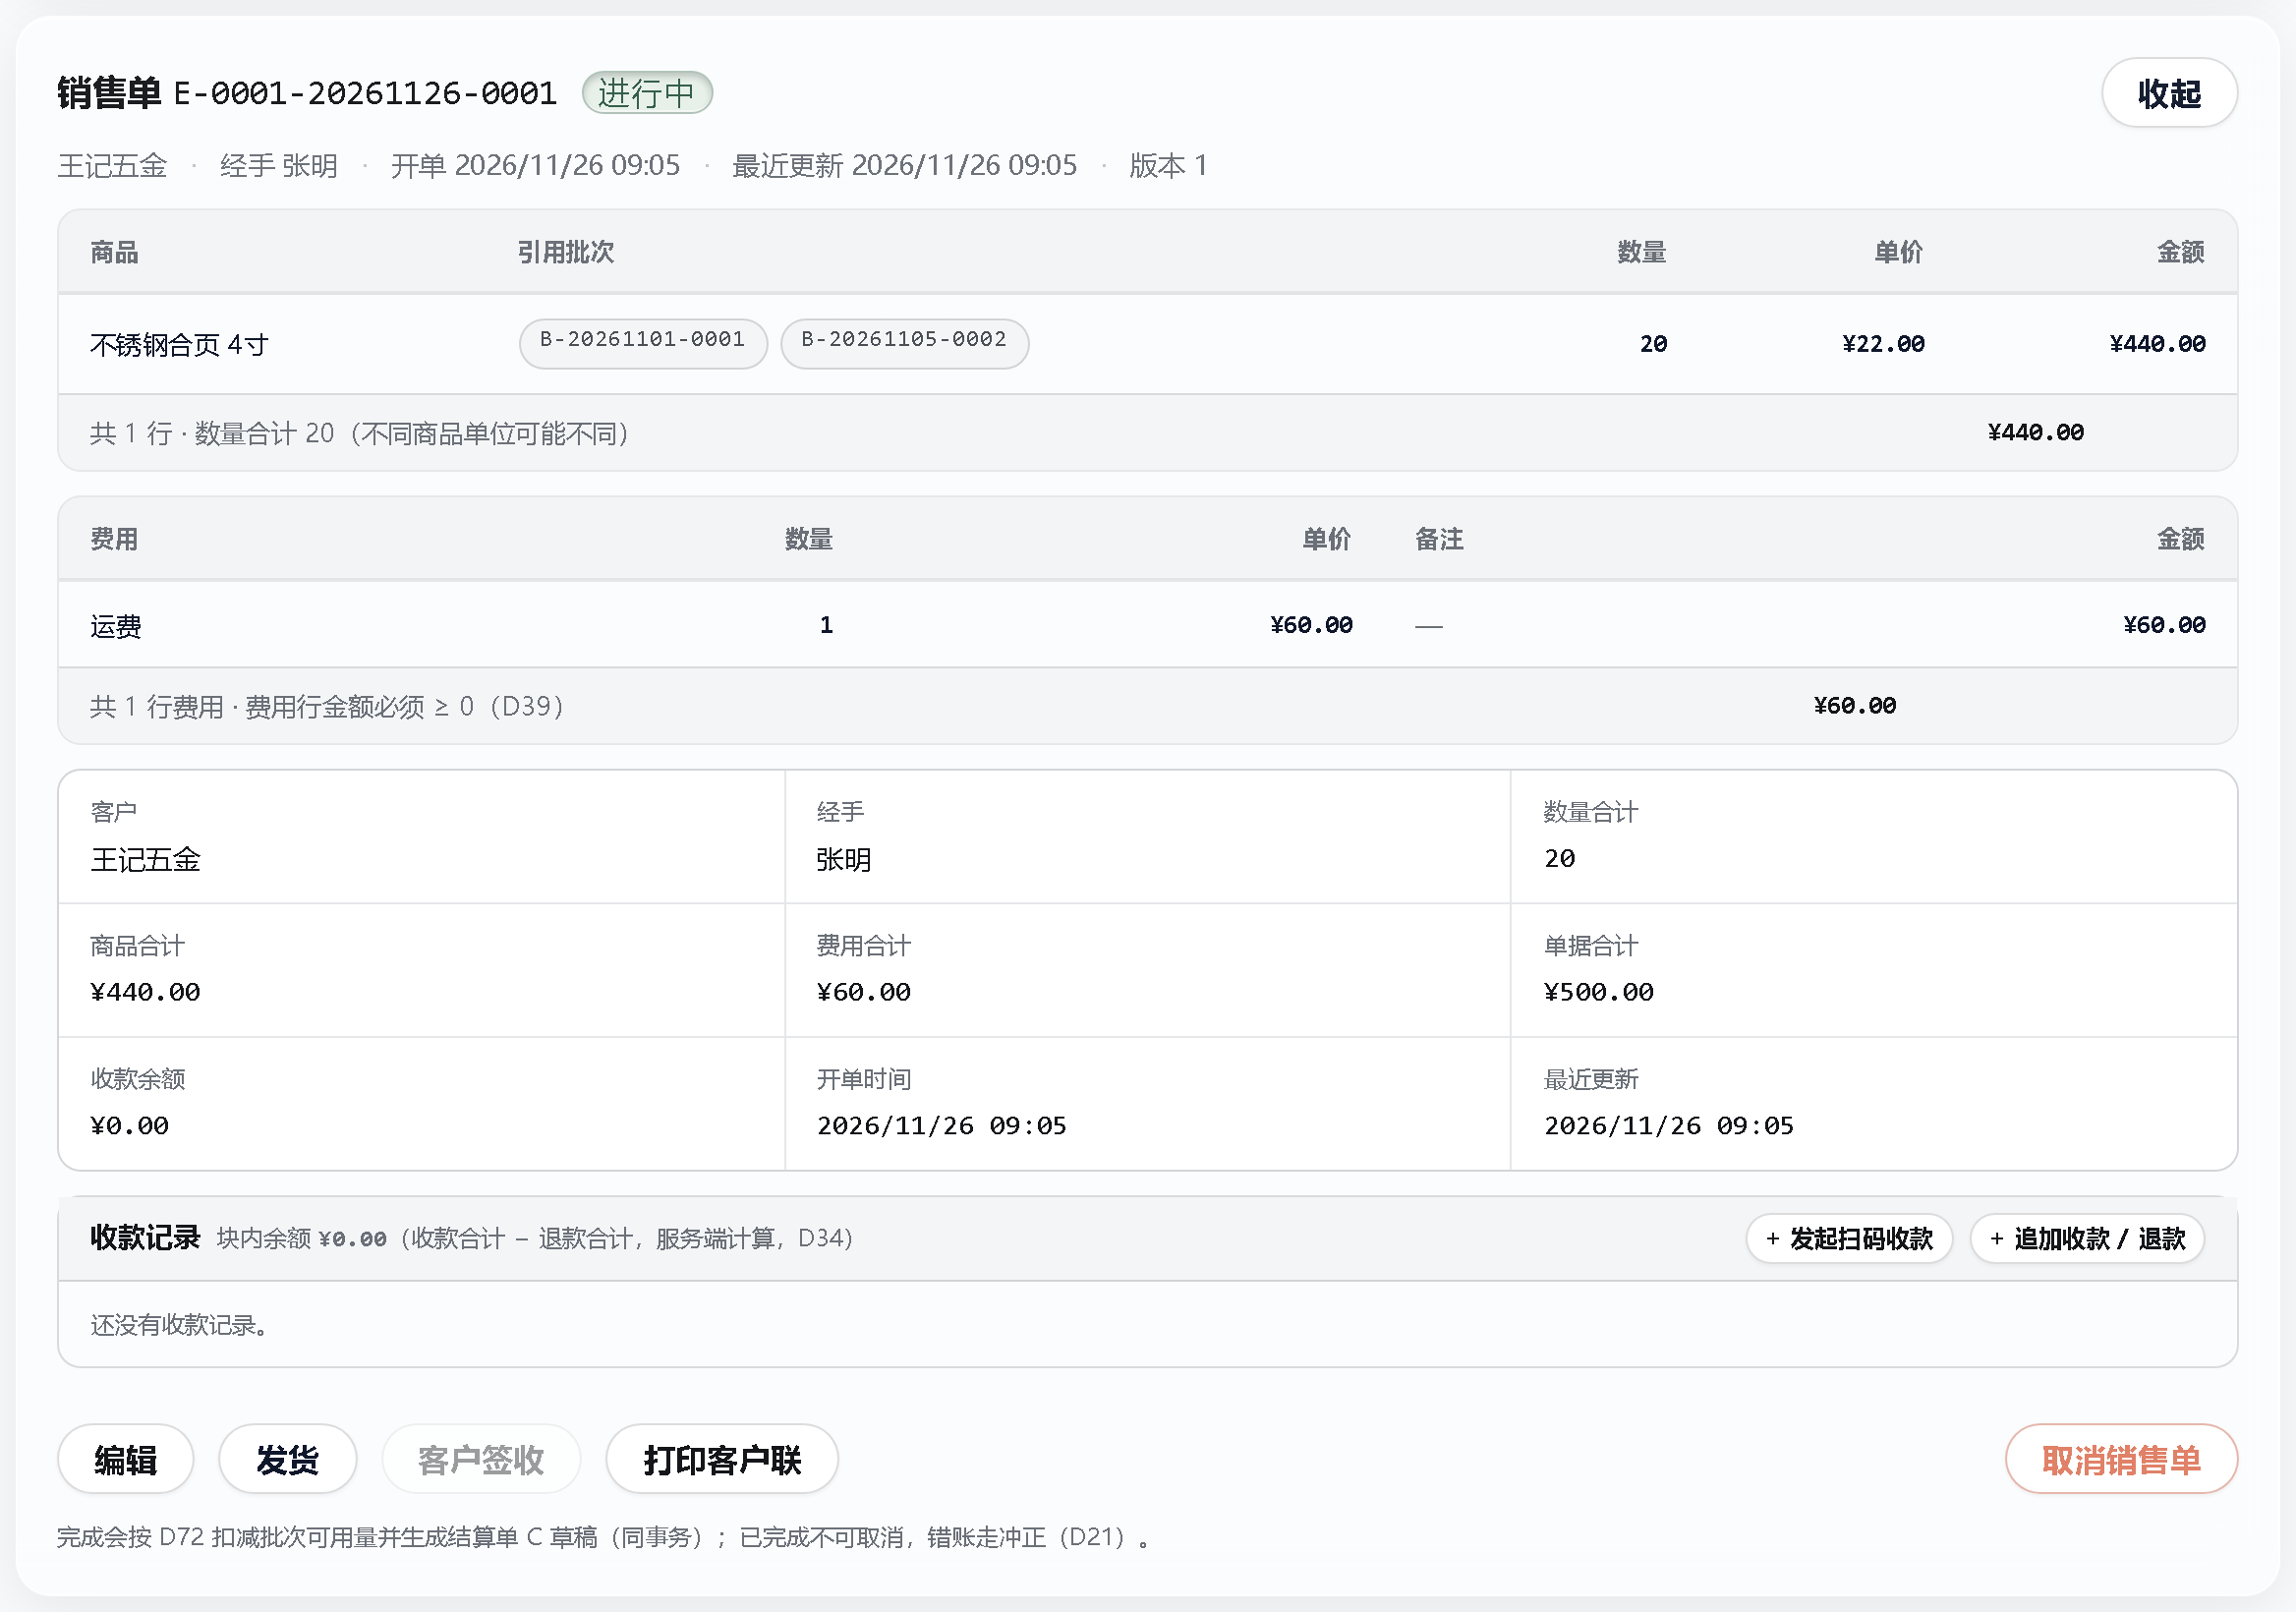 销售单 E-0001-20261126-0001 进行中 收起
王记五金 · 经手 张明 · 开单 2026/11/26 09:05 · 最近更新 2026/11/26 09:05 · 版本 1
商品 引用批次 数量 单价 金额
不锈钢合页 4寸 B-20261101-0001 B-20261105-0002 20 ¥22.00 ¥440.00
共 1 行 · 数量合计 20（不同商品单位可能不同） ¥440.00
费用 数量 单价 备注 金额
运费 1 ¥60.00 — ¥60.00
共 1 行费用 · 费用行金额必须 ≥ 0（D39） ¥60.00
客户 经手 数量合计
王记五金 张明 20
商品合计 费用合计 单据合计
¥440.00 ¥60.00 ¥500.00
收款余额 开单时间 最近更新
¥0.00 2026/11/26 09:05 2026/11/26 09:05
收款记录 块内余额 ¥0.00（收款合计 − 退款合计，服务端计算，D34） + 发起扫码收款 + 追加收款 / 退款
还没有收款记录。
编辑 发货 客户签收 打印客户联 取消销售单
完成会按 D72 扣减批次可用量并生成结算单 C 草稿（同事务）；已完成不可取消，错账走冲正（D21）。